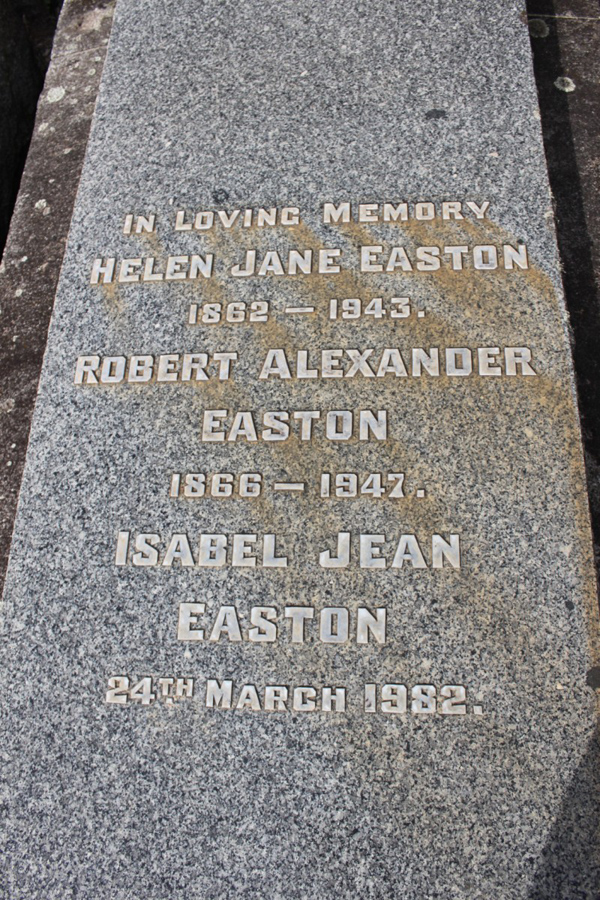 IN LOVING MEMORY
HELEN JANE EASTON
1862 — 1943.
ROBERT ALEXANDER
EASTON
1866 — 1947.
ISABEL JEAN
EASTON
24TH MARCH 1982.